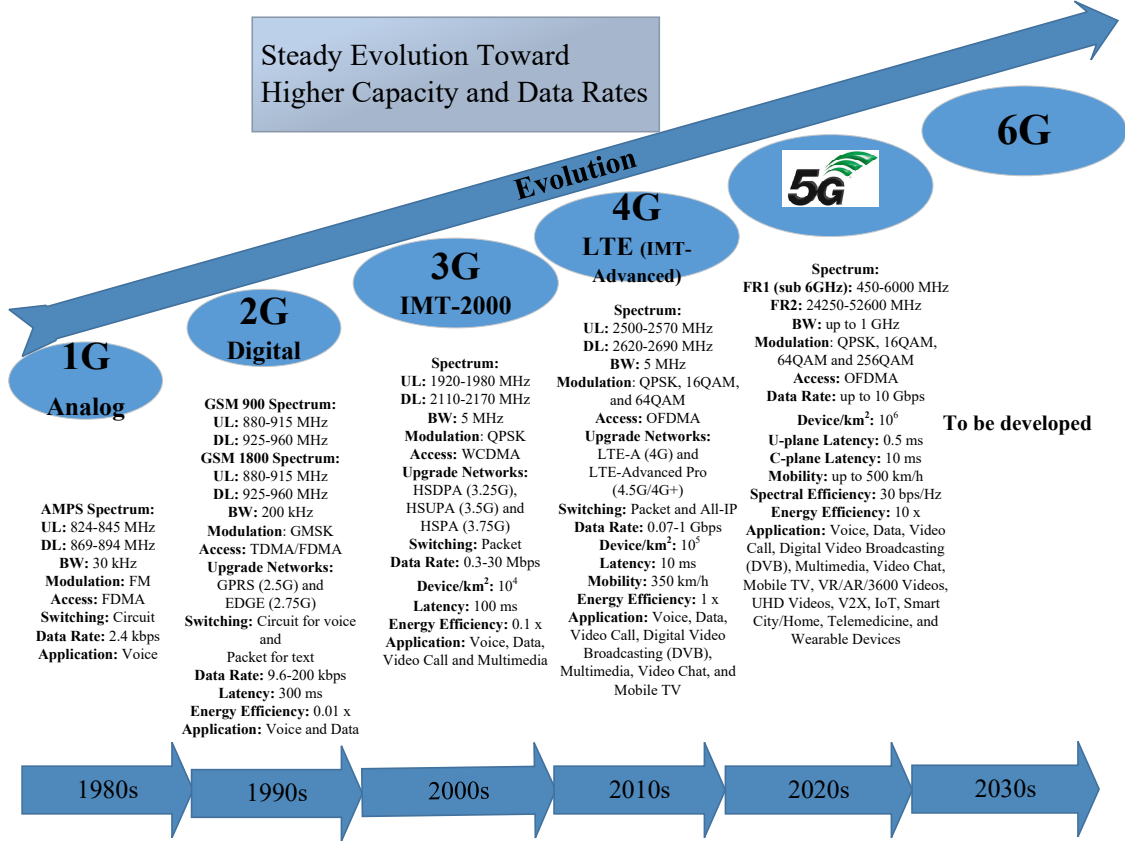 Steady Evolution Toward
Higher Capacity and Data Rates
Evolution
1G
Analog
AMPS Spectrum:
UL: 824-845 MHz
DL: 869-894 MHz
BW: 30 kHz
Modulation: FM
Access: FDMA
Switching: Circuit
Data Rate: 2.4 kbps
Application: Voice
2G
Digital
GSM 900 Spectrum:
UL: 880-915 MHz
DL: 925-960 MHz
GSM 1800 Spectrum:
UL: 880-915 MHz
DL: 925-960 MHz
BW: 200 kHz
Modulation: GMSK
Access: TDMA/FDMA
Upgrade Networks:
GPRS (2.5G) and
EDGE (2.75G)
Switching: Circuit for voice
and
Packet for text
Data Rate: 9.6-200 kbps
Latency: 300 ms
Energy Efficiency: 0.01 x
Application: Voice and Data
3G
IMT-2000
Spectrum:
UL: 1920-1980 MHz
DL: 2110-2170 MHz
BW: 5 MHz
Modulation: QPSK
Access: WCDMA
Upgrade Networks:
HSDPA (3.25G),
HSUPA (3.5G) and
HSPA (3.75G)
Switching: Packet
Data Rate: 0.3-30 Mbps
Device/km²: 10⁴
Latency: 100 ms
Energy Efficiency: 0.1 x
Application: Voice, Data,
Video Call and Multimedia
4G
LTE (IMT-
Advanced)
Spectrum:
UL: 2500-2570 MHz
DL: 2620-2690 MHz
BW: 5 MHz
Modulation: QPSK, 16QAM,
and 64QAM
Access: OFDMA
Upgrade Networks:
LTE-A (4G) and
LTE-Advanced Pro
(4.5G/4G+)
Switching: Packet and All-IP
Data Rate: 0.07-1 Gbps
Device/km²: 10⁵
Latency: 10 ms
Mobility: 350 km/h
Energy Efficiency: 1 x
Application: Voice, Data,
Video Call, Digital Video
Broadcasting (DVB),
Multimedia, Video Chat, and
Mobile TV
5G
Spectrum:
FR1 (sub 6GHz): 450-6000 MHz
FR2: 24250-52600 MHz
BW: up to 1 GHz
Modulation: QPSK, 16QAM,
64QAM and 256QAM
Access: OFDMA
Data Rate: up to 10 Gbps
Device/km²: 10⁶
U-plane Latency: 0.5 ms
C-plane Latency: 10 ms
Mobility: up to 500 km/h
Spectral Efficiency: 30 bps/Hz
Energy Efficiency: 10 x
Application: Voice, Data, Video
Call, Digital Video Broadcasting
(DVB), Multimedia, Video Chat,
Mobile TV, VR/AR/3600 Videos,
UHD Videos, V2X, IoT, Smart
City/Home, Telemedicine, and
Wearable Devices
6G
To be developed
1980s
1990s
2000s
2010s
2020s
2030s